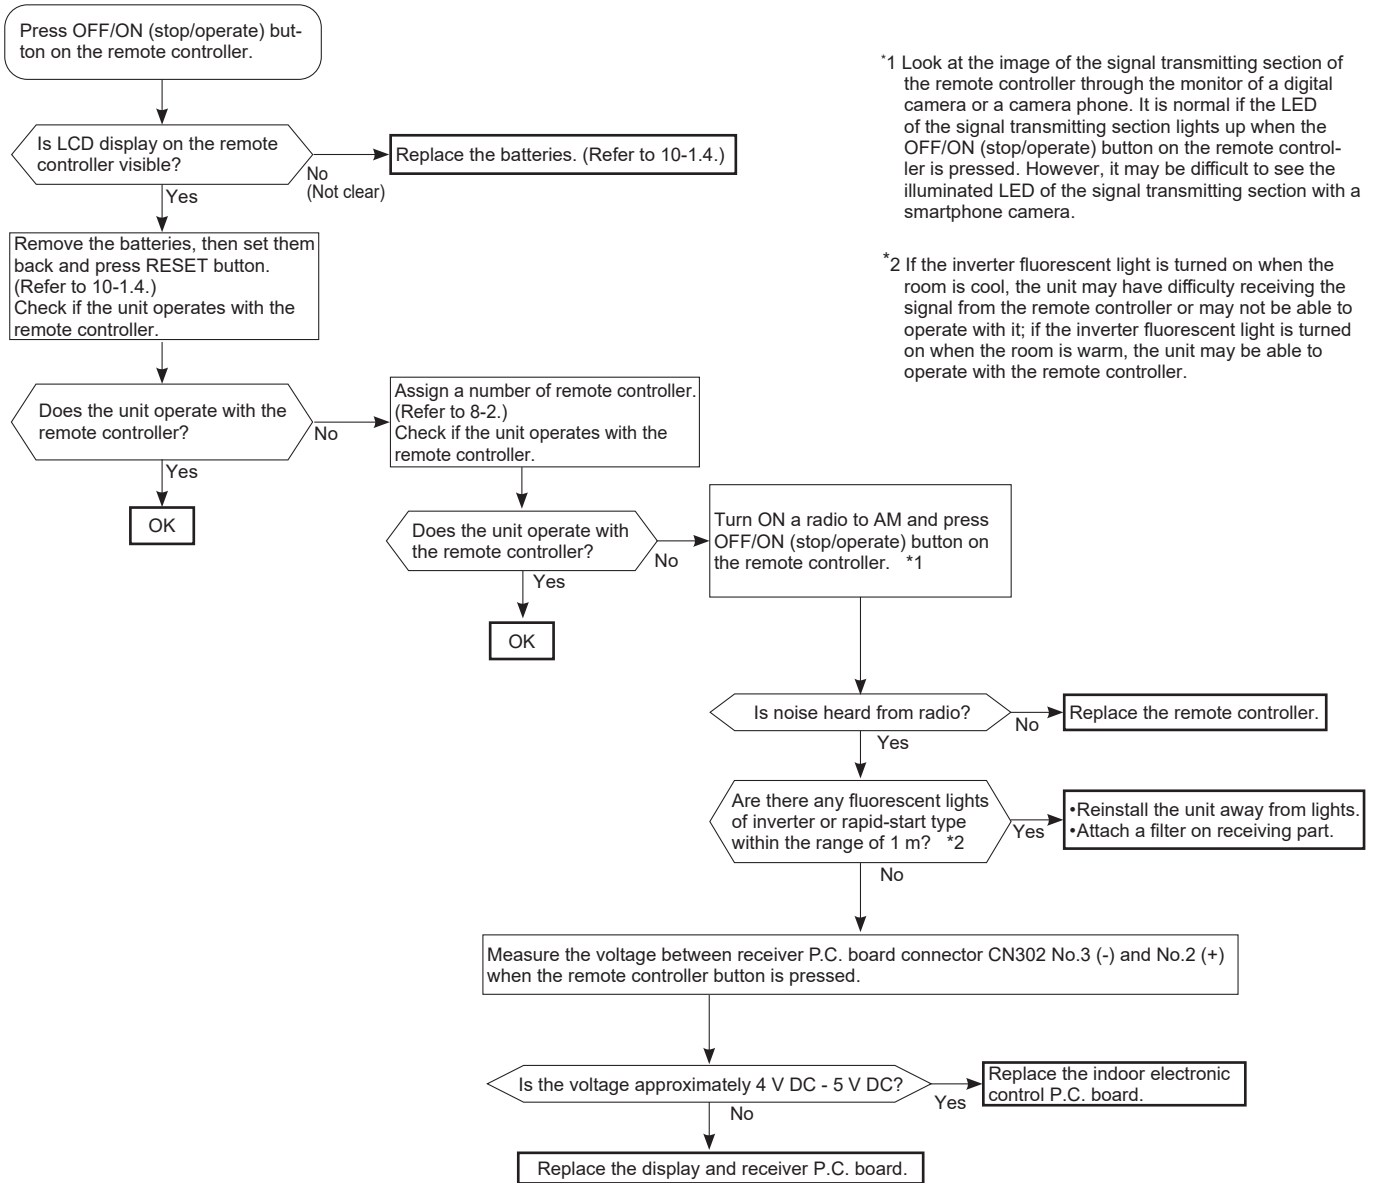 Press OFF/ON (stop/operate) but-
ton on the remote controller.
Is LCD display on the remote
controller visible?
No
(Not clear)
Replace the batteries. (Refer to 10-1.4.)
Yes
Remove the batteries, then set them
back and press RESET button.
(Refer to 10-1.4.)
Check if the unit operates with the
remote controller.
Does the unit operate with the
remote controller?
No
Yes
OK
Assign a number of remote controller.
(Refer to 8-2.)
Check if the unit operates with the
remote controller.
Does the unit operate with
the remote controller?
No
Yes
OK
Turn ON a radio to AM and press
OFF/ON (stop/operate) button on
the remote controller. *1
Is noise heard from radio?
No
Replace the remote controller.
Yes
Are there any fluorescent lights
of inverter or rapid-start type
within the range of 1 m? *2
Yes
•Reinstall the unit away from lights.
•Attach a filter on receiving part.
No
Measure the voltage between receiver P.C. board connector CN302 No.3 (-) and No.2 (+)
when the remote controller button is pressed.
Is the voltage approximately 4 V DC - 5 V DC?
Yes
Replace the indoor electronic
control P.C. board.
No
Replace the display and receiver P.C. board.
*1 Look at the image of the signal transmitting section of
the remote controller through the monitor of a digital
camera or a camera phone. It is normal if the LED
of the signal transmitting section lights up when the
OFF/ON (stop/operate) button on the remote control-
ler is pressed. However, it may be difficult to see the
illuminated LED of the signal transmitting section with a
smartphone camera.
*2 If the inverter fluorescent light is turned on when the
room is cool, the unit may have difficulty receiving the
signal from the remote controller or may not be able to
operate with it; if the inverter fluorescent light is turned
on when the room is warm, the unit may be able to
operate with the remote controller.